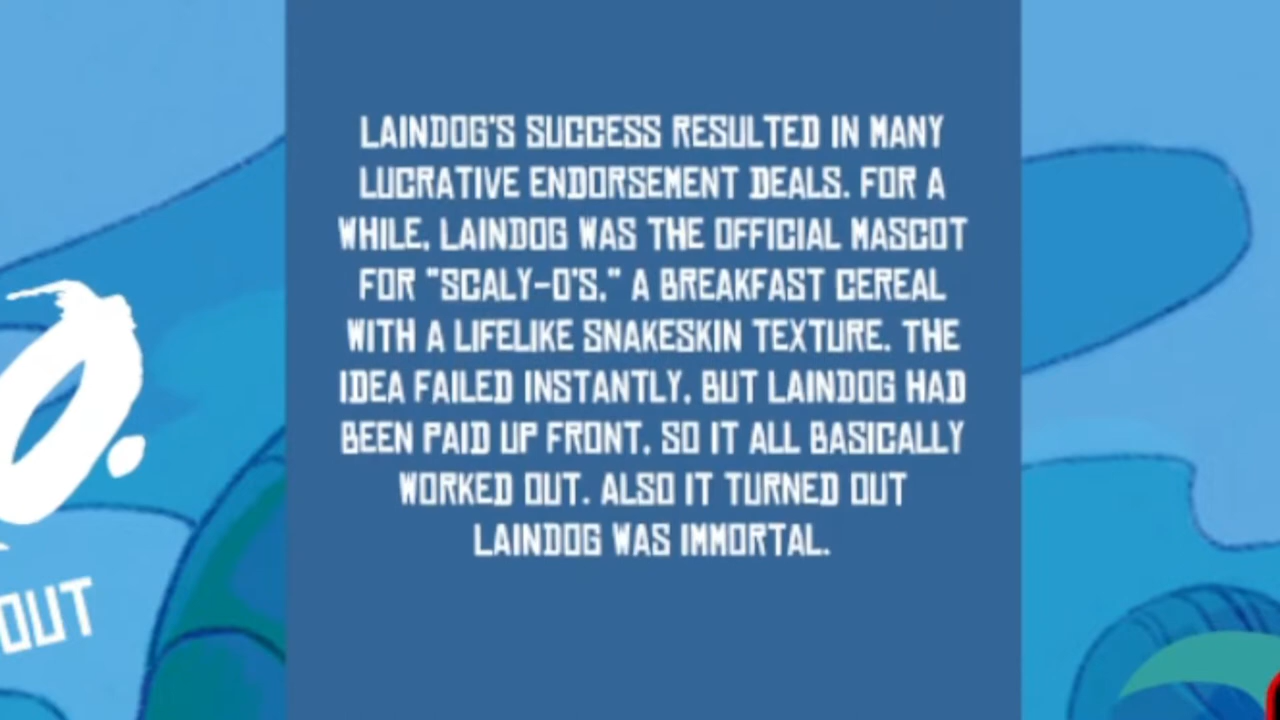 LAINDOG'S SUCCESS RESULTED IN MANY
LUCRATIVE ENDORSEMENT DEALS. FOR A
WHILE, LAINDOG WAS THE OFFICIAL MASCOT
FOR "SCALY-O'S," A BREAKFAST CEREAL
WITH A LIFELIKE SNAKESKIN TEXTURE. THE
IDEA FAILED INSTANTLY, BUT LAINDOG HAD
BEEN PAID UP FRONT, SO IT ALL BASICALLY
WORKED OUT. ALSO IT TURNED OUT
LAINDOG WAS IMMORTAL.
O.
OUT